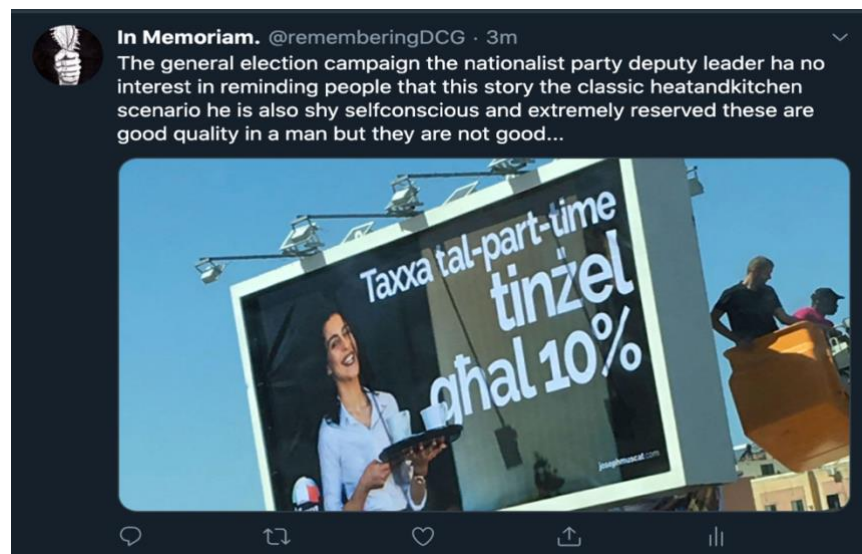 In Memoriam. @rememberingDCG · 3m
The general election campaign the nationalist party deputy leader ha no
interest in reminding people that this story the classic heatandkitchen
scenario he is also shy selfconscious and extremely reserved these are
good quality in a man but they are not good...
Taxxa tal-part-time
tinżel
għal 10%
josephmuscat.com